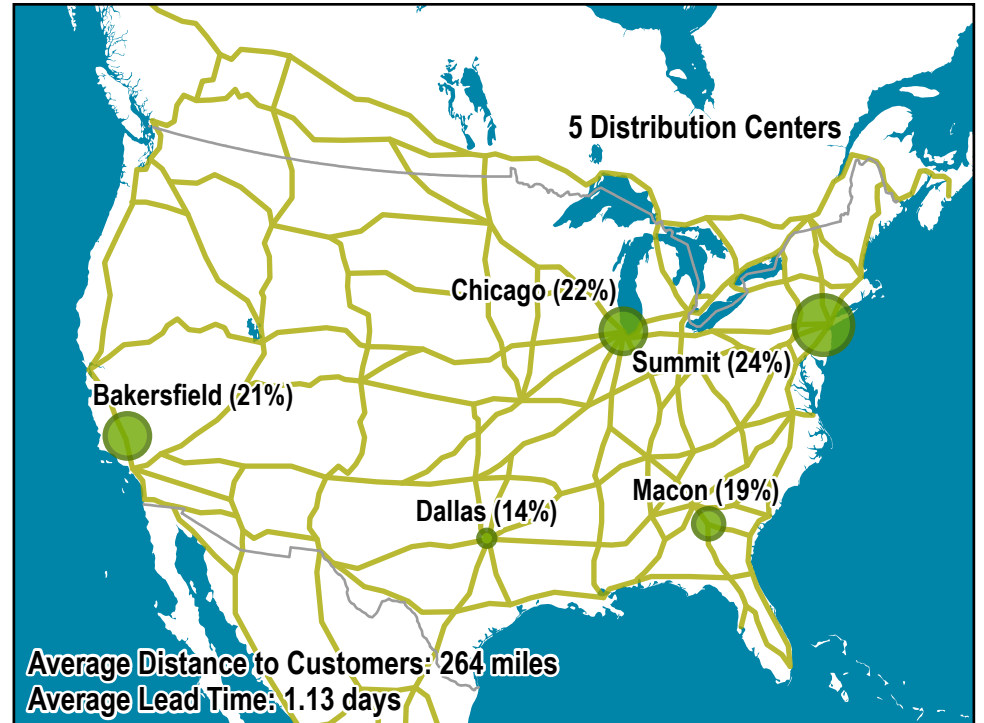 5 Distribution Centers
Chicago (22%)
Summit (24%)
Bakersfield (21%)
Macon (19%)
Dallas (14%)
Average Distance to Customers: 264 miles
Average Lead Time: 1.13 days